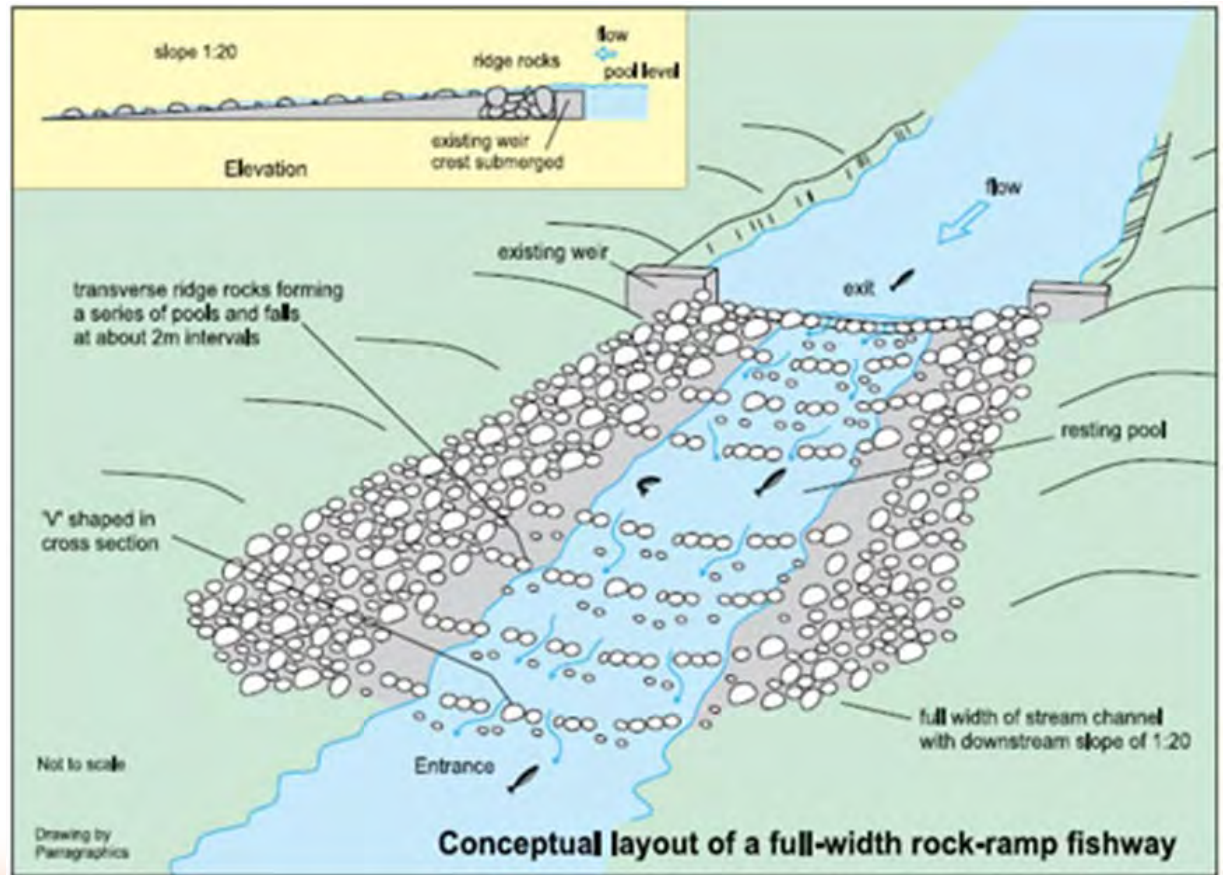 slope 1:20
ridge rocks
flow
pool level
existing weir
crest submerged
Elevation
flow
existing weir
exit
transverse ridge rocks forming
a series of pools and falls
at about 2m intervals
resting pool
'V' shaped in
cross section
full width of stream channel
with downstream slope of 1:20
Not to scale
Entrance
Drawing by
Parragraphics
Conceptual layout of a full-width rock-ramp fishway